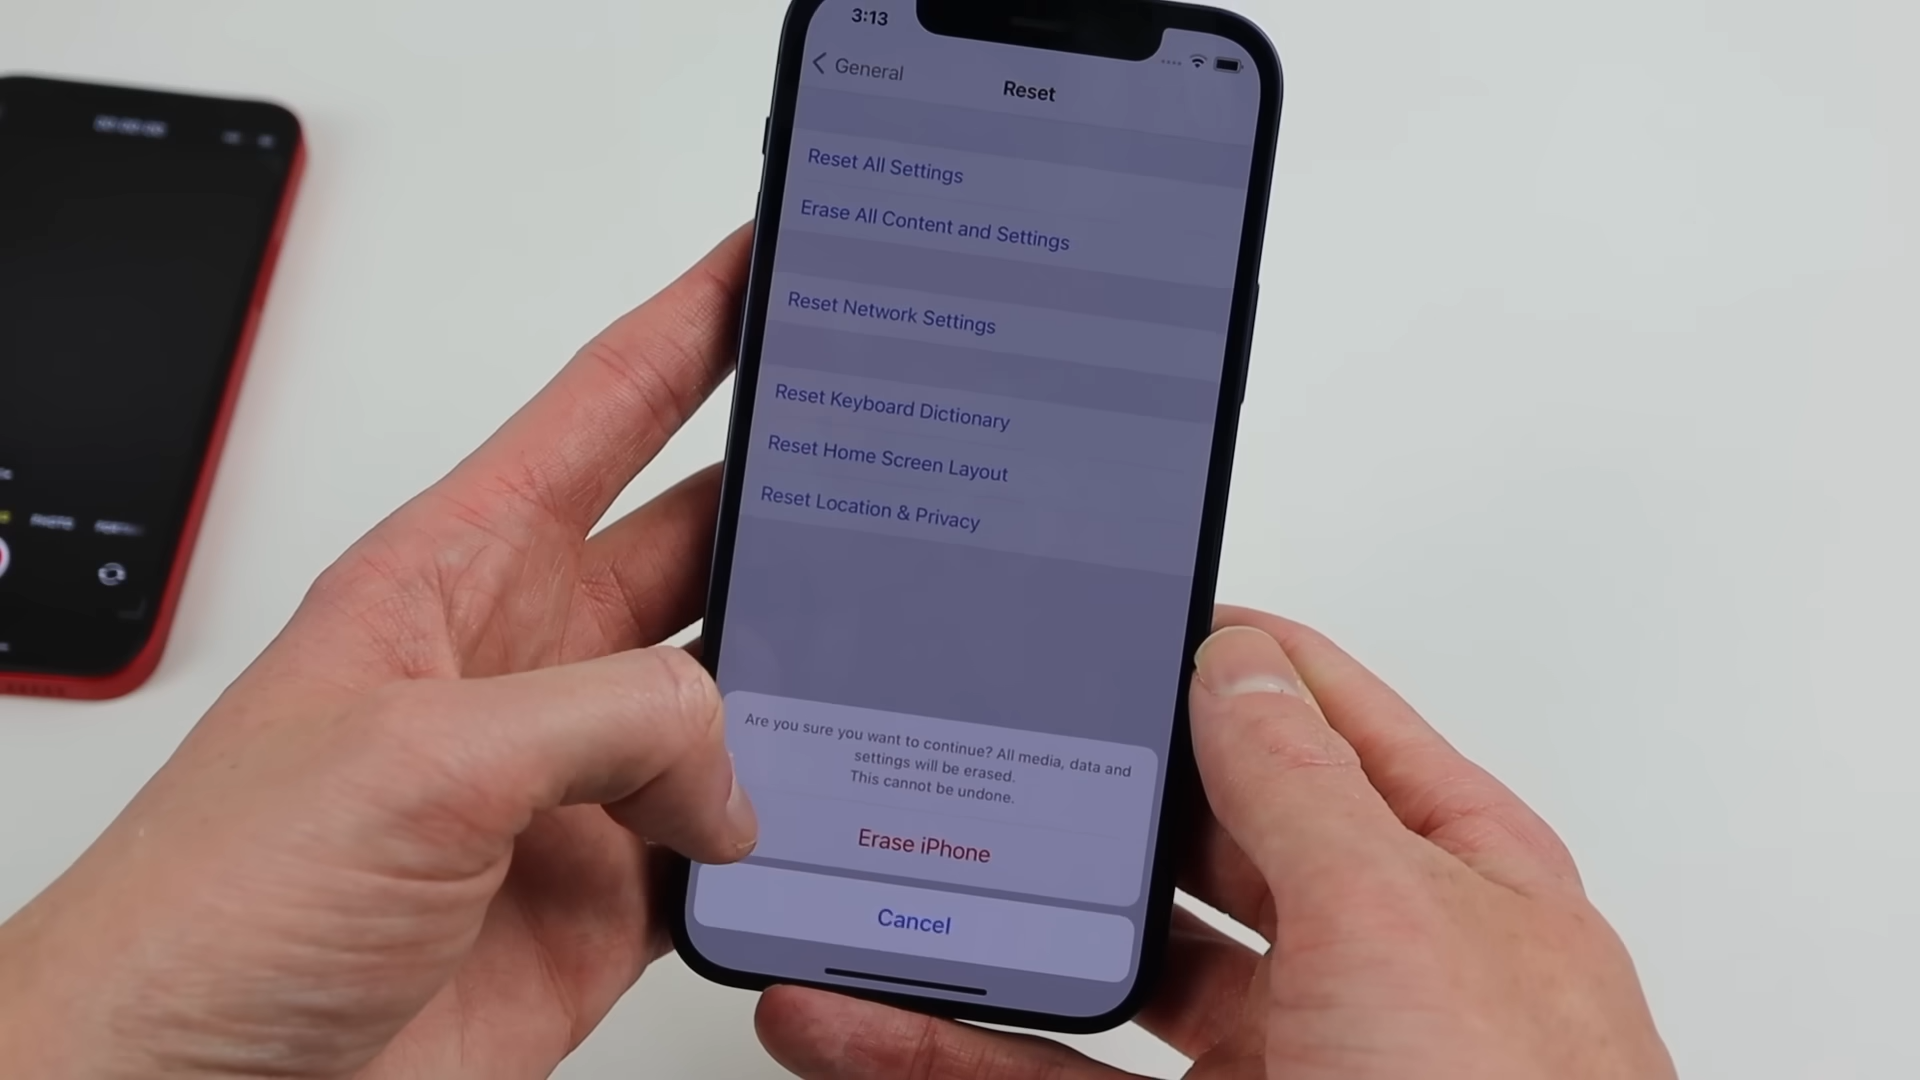 3:13
General
Reset
Reset All Settings
Erase All Content and Settings
Reset Network Settings
Reset Keyboard Dictionary
Reset Home Screen Layout
Reset Location & Privacy
Are you sure you want to continue? All media, data and
settings will be erased.
This cannot be undone.
Erase iPhone
Cancel
PHOTO